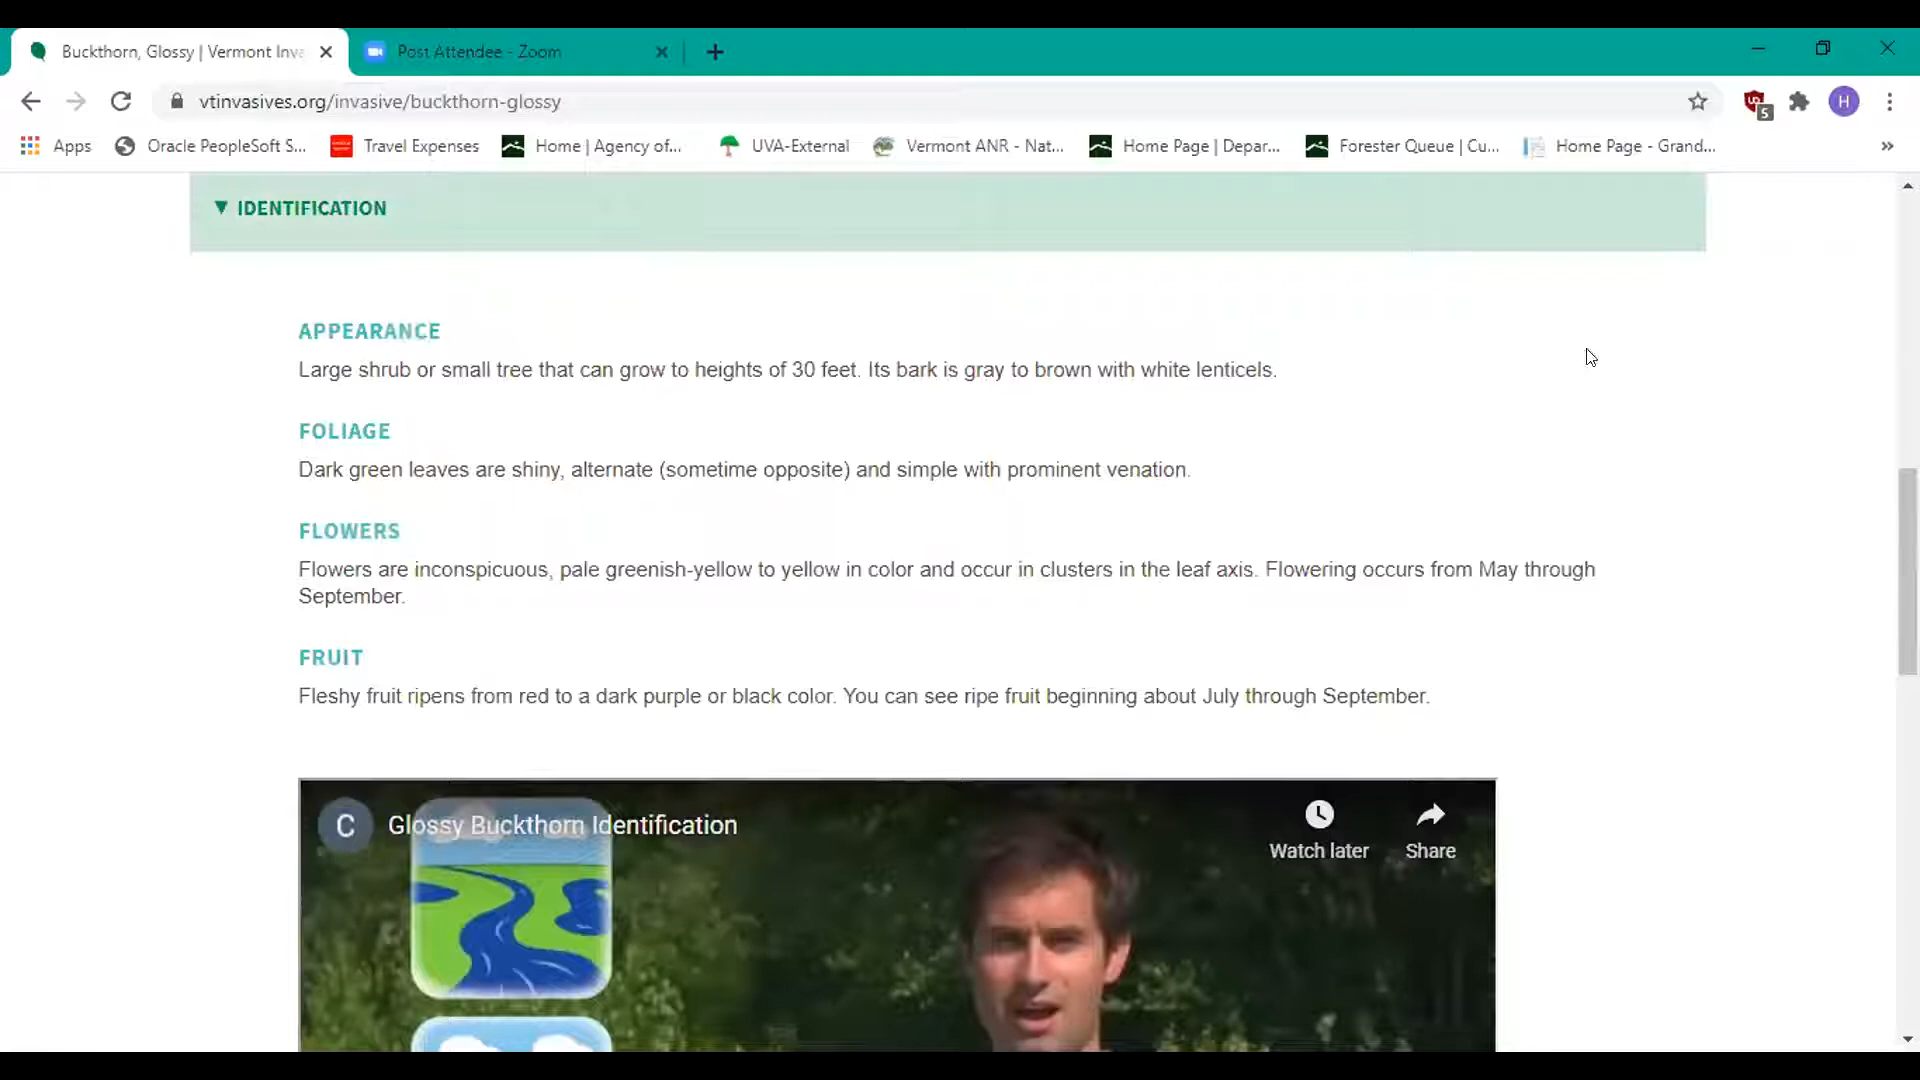 Buckthorn, Glossy | Vermont Inva
Post Attendee - Zoom
vtinvasives.org/invasive/buckthorn-glossy
5
H
Apps
Oracle PeopleSoft S...
Travel Expenses
Home | Agency of...
UVA-External
Vermont ANR - Nat...
Home Page | Depar...
Forester Queue | Cu...
Home Page - Grand...
»
▼ IDENTIFICATION
APPEARANCE
Large shrub or small tree that can grow to heights of 30 feet. Its bark is gray to brown with white lenticels.
FOLIAGE
Dark green leaves are shiny, alternate (sometime opposite) and simple with prominent venation.
FLOWERS
Flowers are inconspicuous, pale greenish-yellow to yellow in color and occur in clusters in the leaf axis. Flowering occurs from May through
September.
FRUIT
Fleshy fruit ripens from red to a dark purple or black color. You can see ripe fruit beginning about July through September.
C
Glossy Buckthorn Identification
Watch later
Share